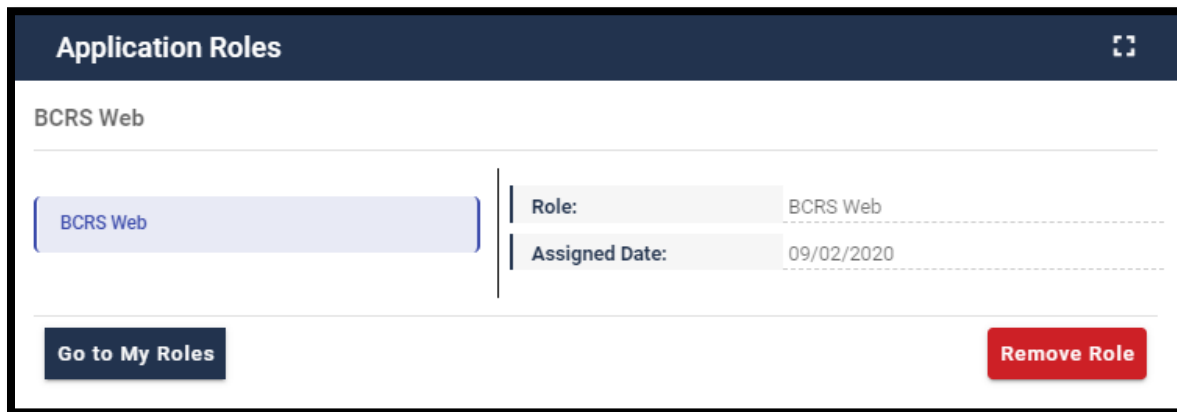 Application Roles
BCRS Web
BCRS Web
Role: BCRS Web
Assigned Date: 09/02/2020
Go to My Roles
Remove Role